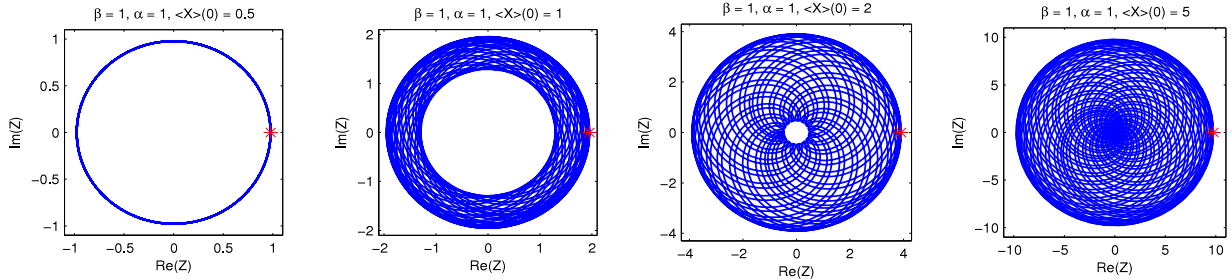 β = 1, α = 1, <X>(0) = 0.5
1
0.5
0
−0.5
−1
Im(Z)
−1 −0.5 0 0.5 1
Re(Z)
β = 1, α = 1, <X>(0) = 1
2
1
0
−1
−2
Im(Z)
−2 −1 0 1 2
Re(Z)
β = 1, α = 1, <X>(0) = 2
4
2
0
−2
−4
Im(Z)
−4 −2 0 2 4
Re(Z)
β = 1, α = 1, <X>(0) = 5
10
5
0
−5
−10
Im(Z)
−10 −5 0 5 10
Re(Z)